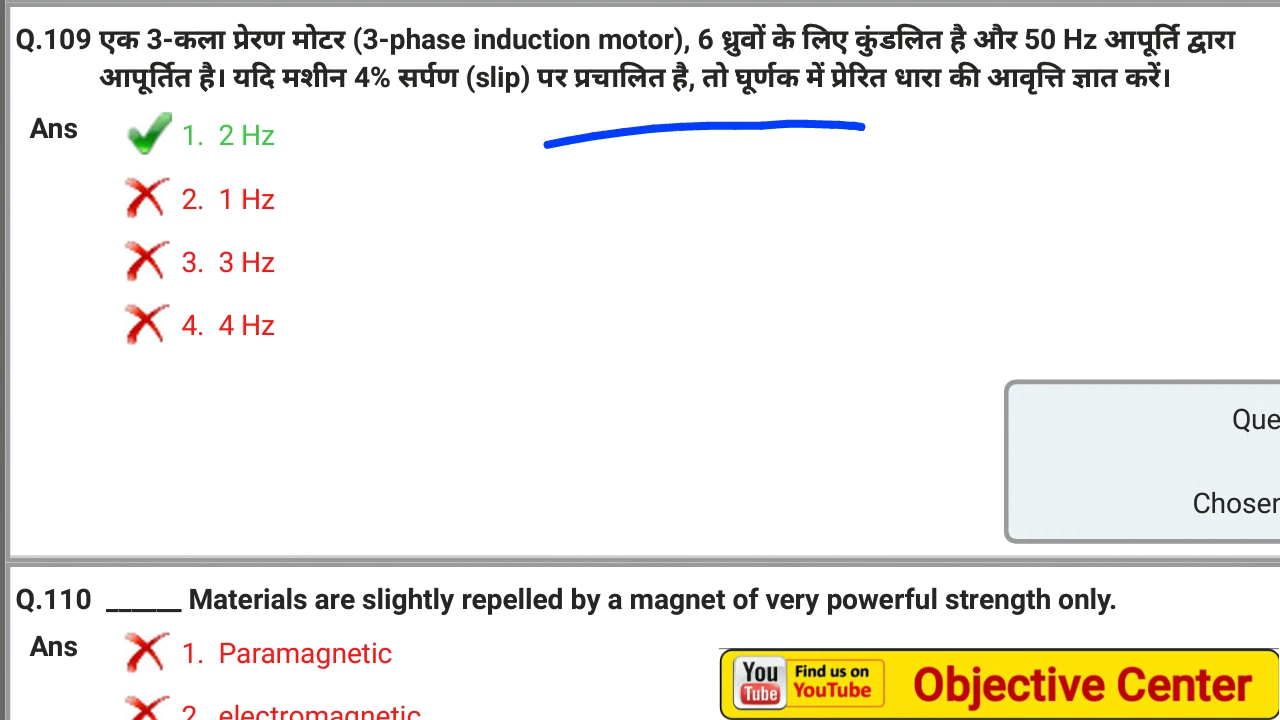 Q.109 एक 3-कला प्रेरण मोटर (3-phase induction motor), 6 ध्रुवों के लिए कुंडलित है और 50 Hz आपूर्ति द्वारा
आपूर्तित है। यदि मशीन 4% सर्पण (slip) पर प्रचालित है, तो घूर्णक में प्रेरित धारा की आवृत्ति ज्ञात करें।
Ans 1. 2 Hz
2. 1 Hz
3. 3 Hz
4. 4 Hz
Que
Chosen
Q.110 ______ Materials are slightly repelled by a magnet of very powerful strength only.
Ans 1. Paramagnetic
2. electromagnetic
You Tube Find us on YouTube Objective Center